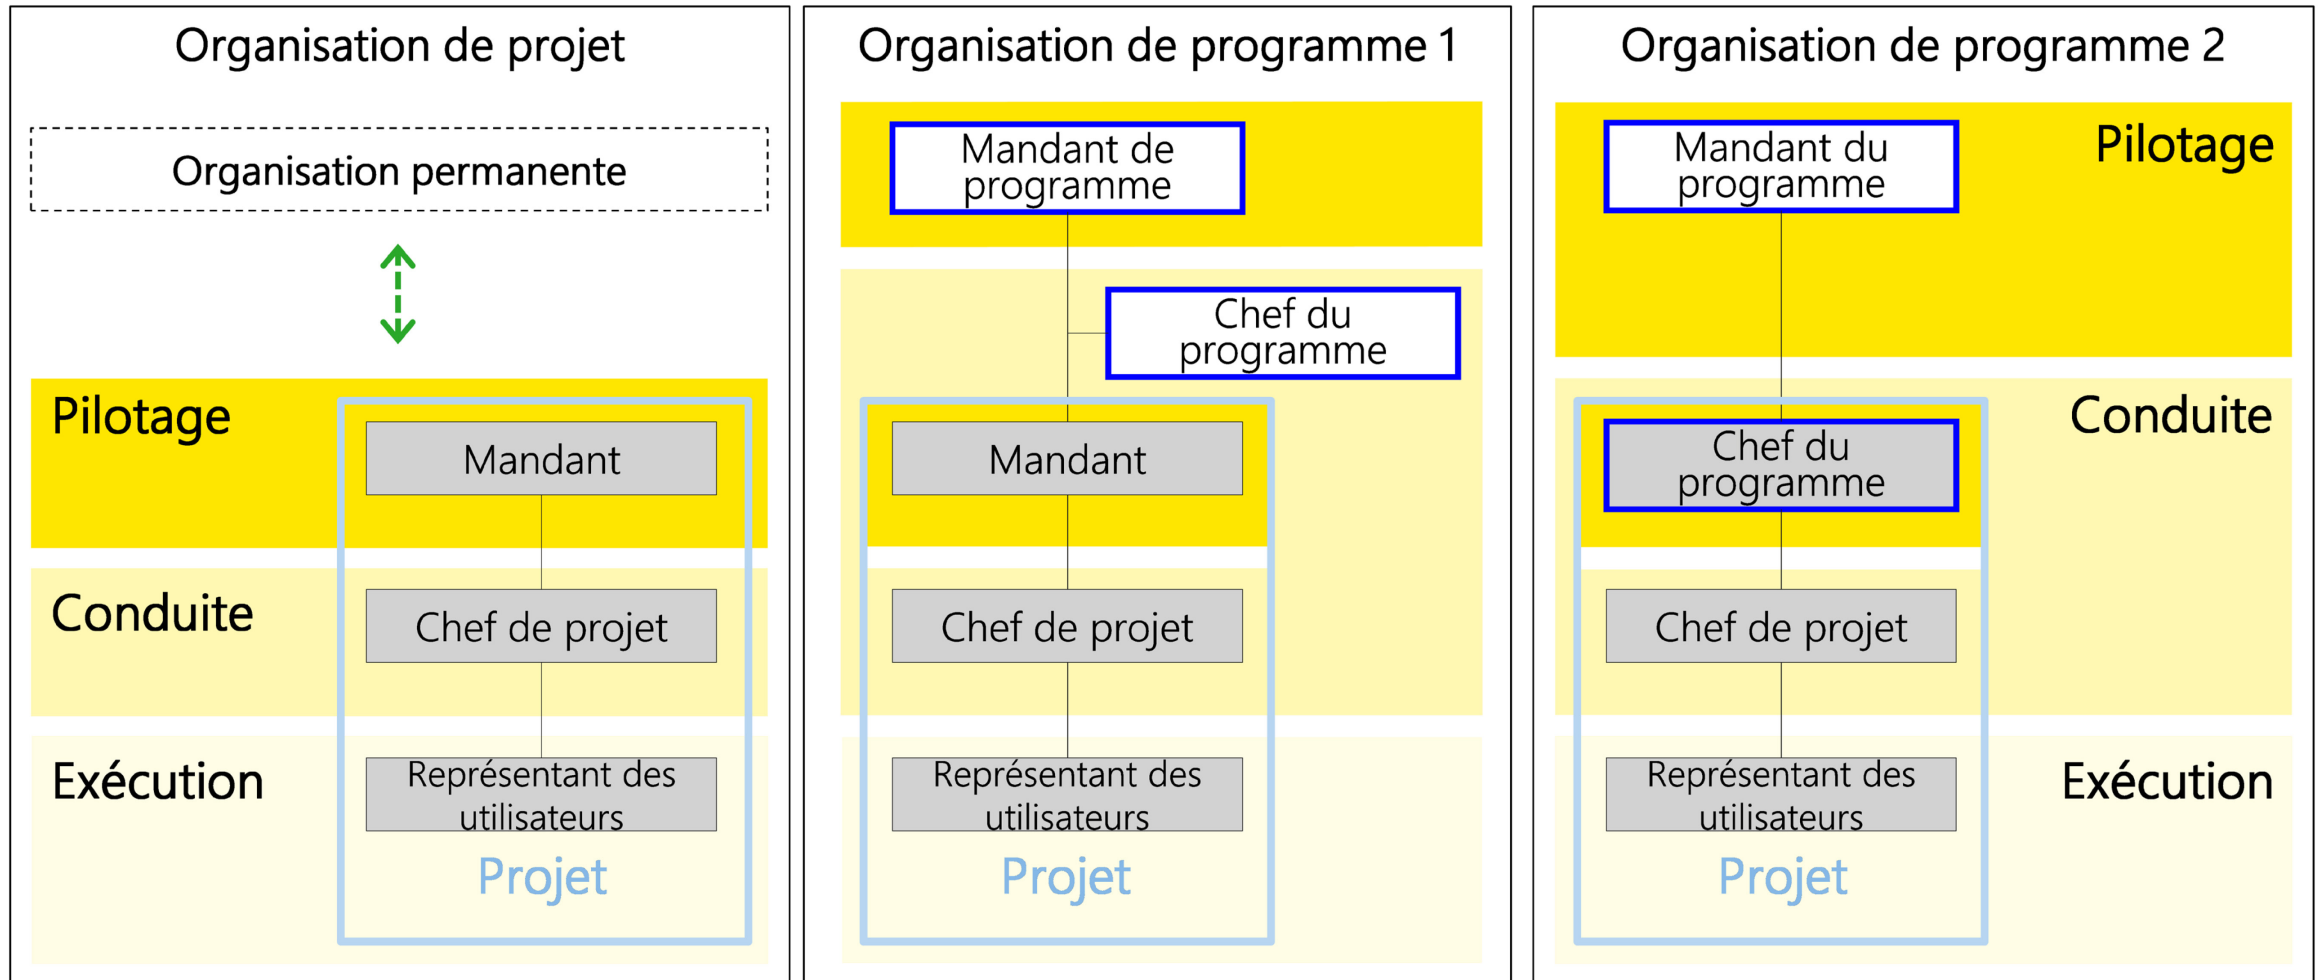 Organisation de projet
Organisation permanente
Pilotage
Mandant
Conduite
Chef de projet
Exécution
Représentant des
utilisateurs
Projet
Organisation de programme 1
Mandant de
programme
Chef du
programme
Mandant
Chef de projet
Représentant des
utilisateurs
Projet
Organisation de programme 2
Mandant du
programme
Pilotage
Chef du
programme
Conduite
Chef de projet
Représentant des
utilisateurs
Exécution
Projet